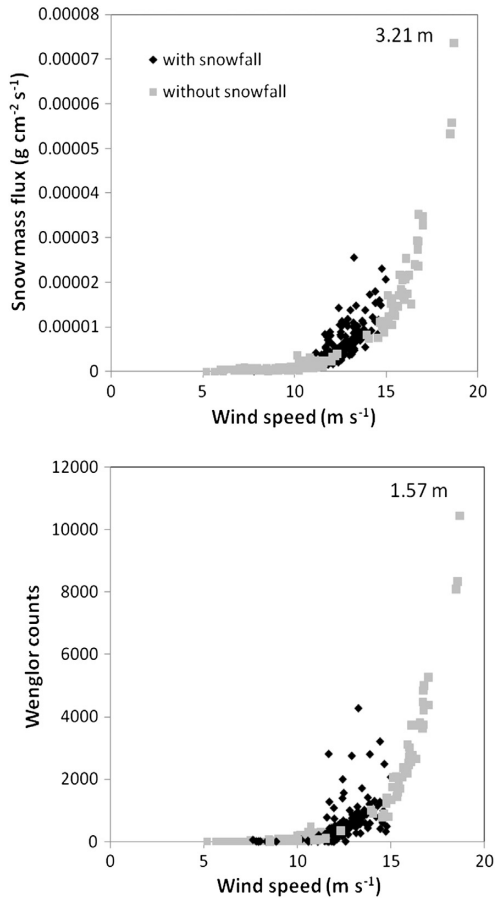 0.00008
3.21 m
0.00007
with snowfall
0.00006
without snowfall
0.00005
0.00004
0.00003
0.00002
0.00001
0
Snow mass flux (g cm-2 s-1)
0 5 10 15 20
Wind speed (m s-1)
12000
1.57 m
10000
8000
6000
4000
2000
0
Wenglor counts
0 5 10 15 20
Wind speed (m s-1)